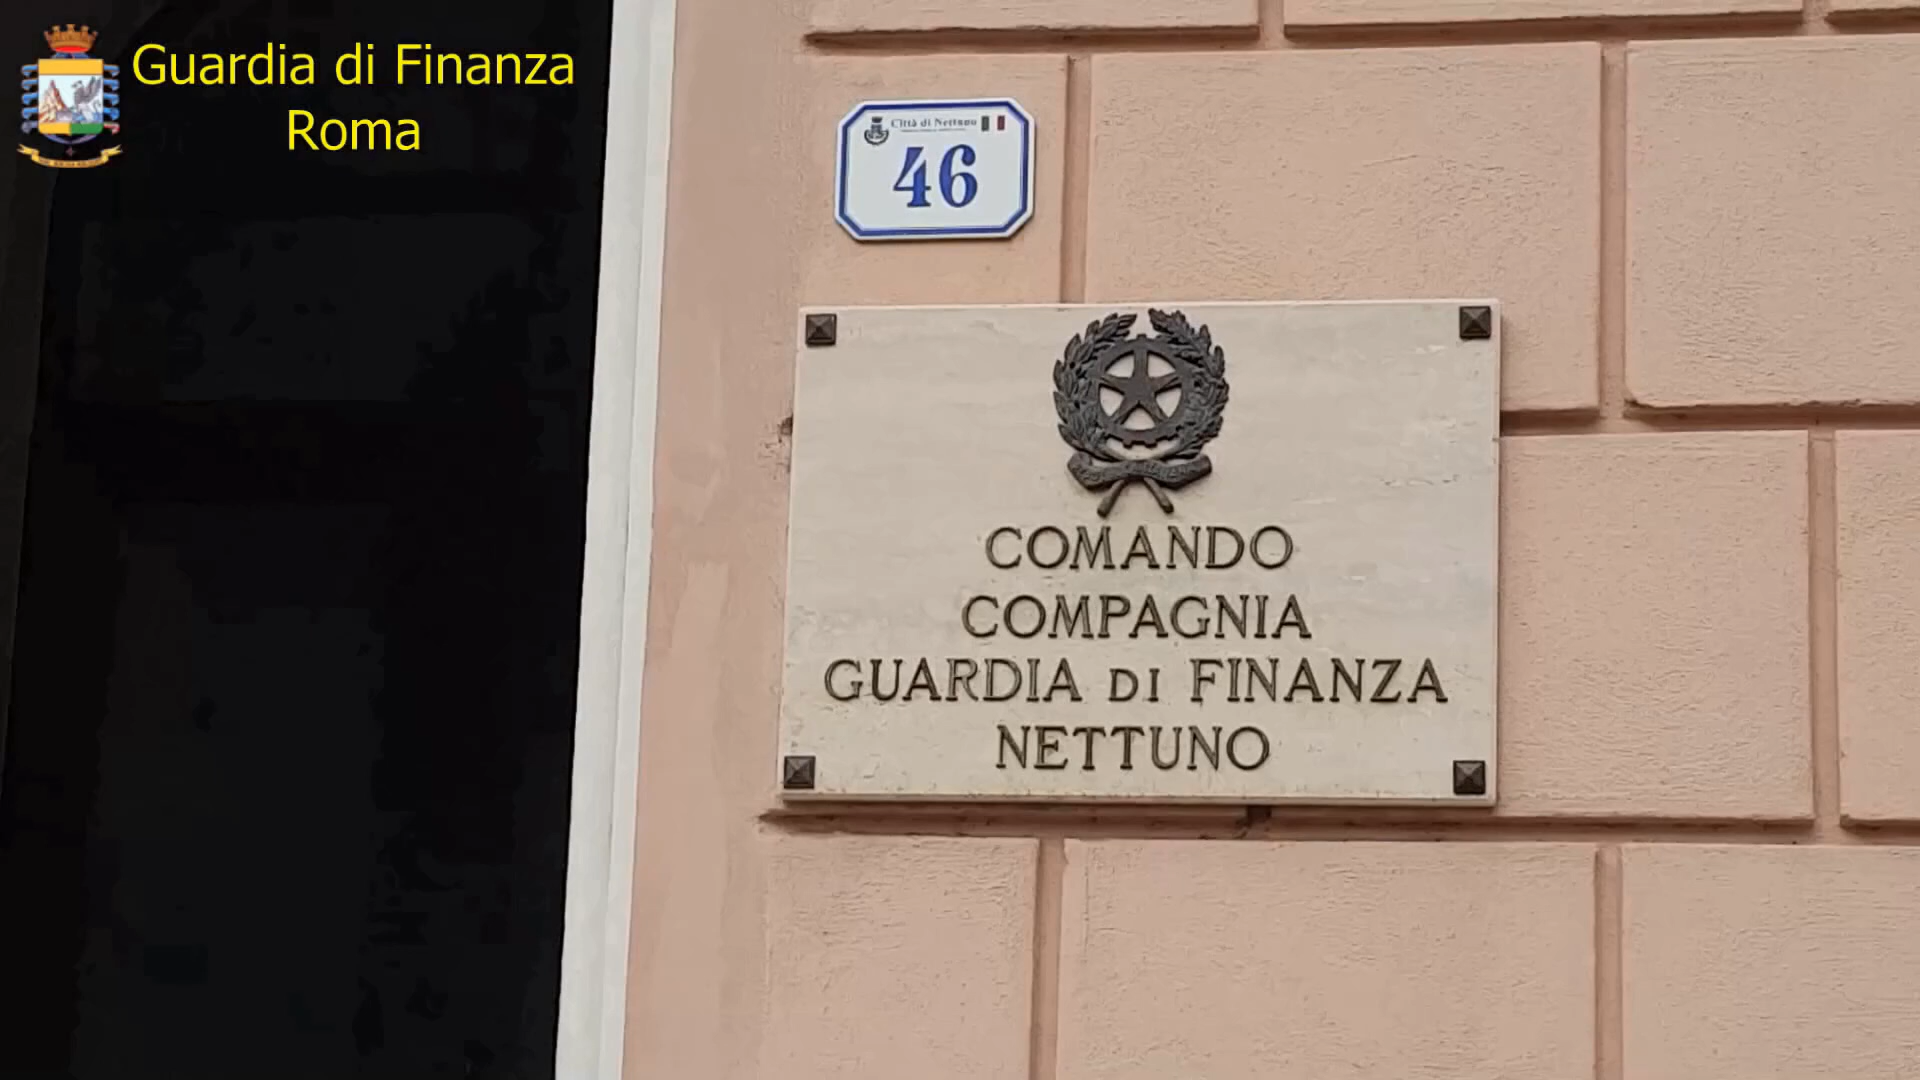 Guardia di Finanza
Roma
Città di Nettuno
46
COMANDO
COMPAGNIA
GUARDIA DI FINANZA
NETTUNO